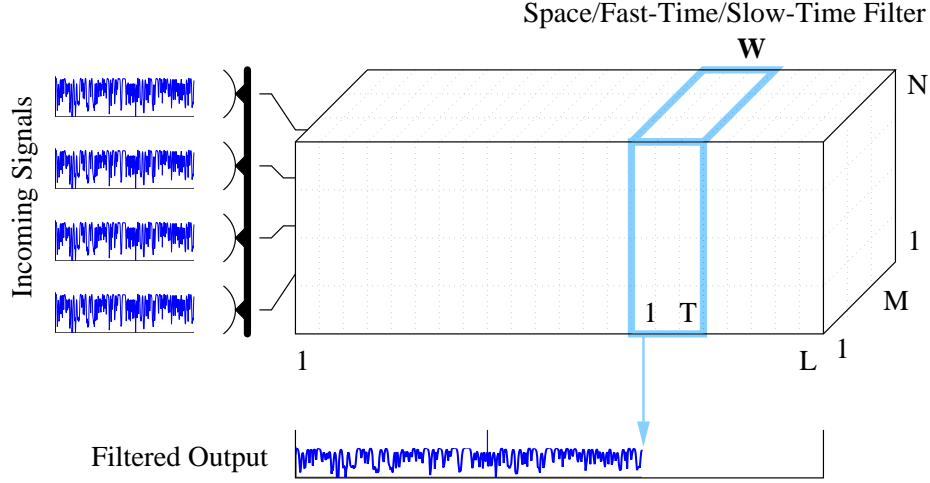 Space/Fast-Time/Slow-Time Filter
W
N
Incoming Signals
1
M
1 T
1
L
1
Filtered Output